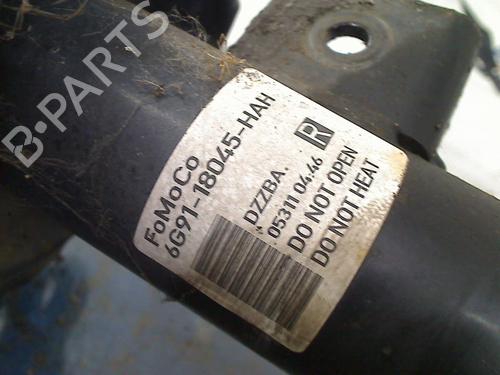 B-PARTS
FoMoCo
6G91-18045-HAH
R
DZZBA.
05311 04:46
DO NOT OPEN
DO NOT HEAT